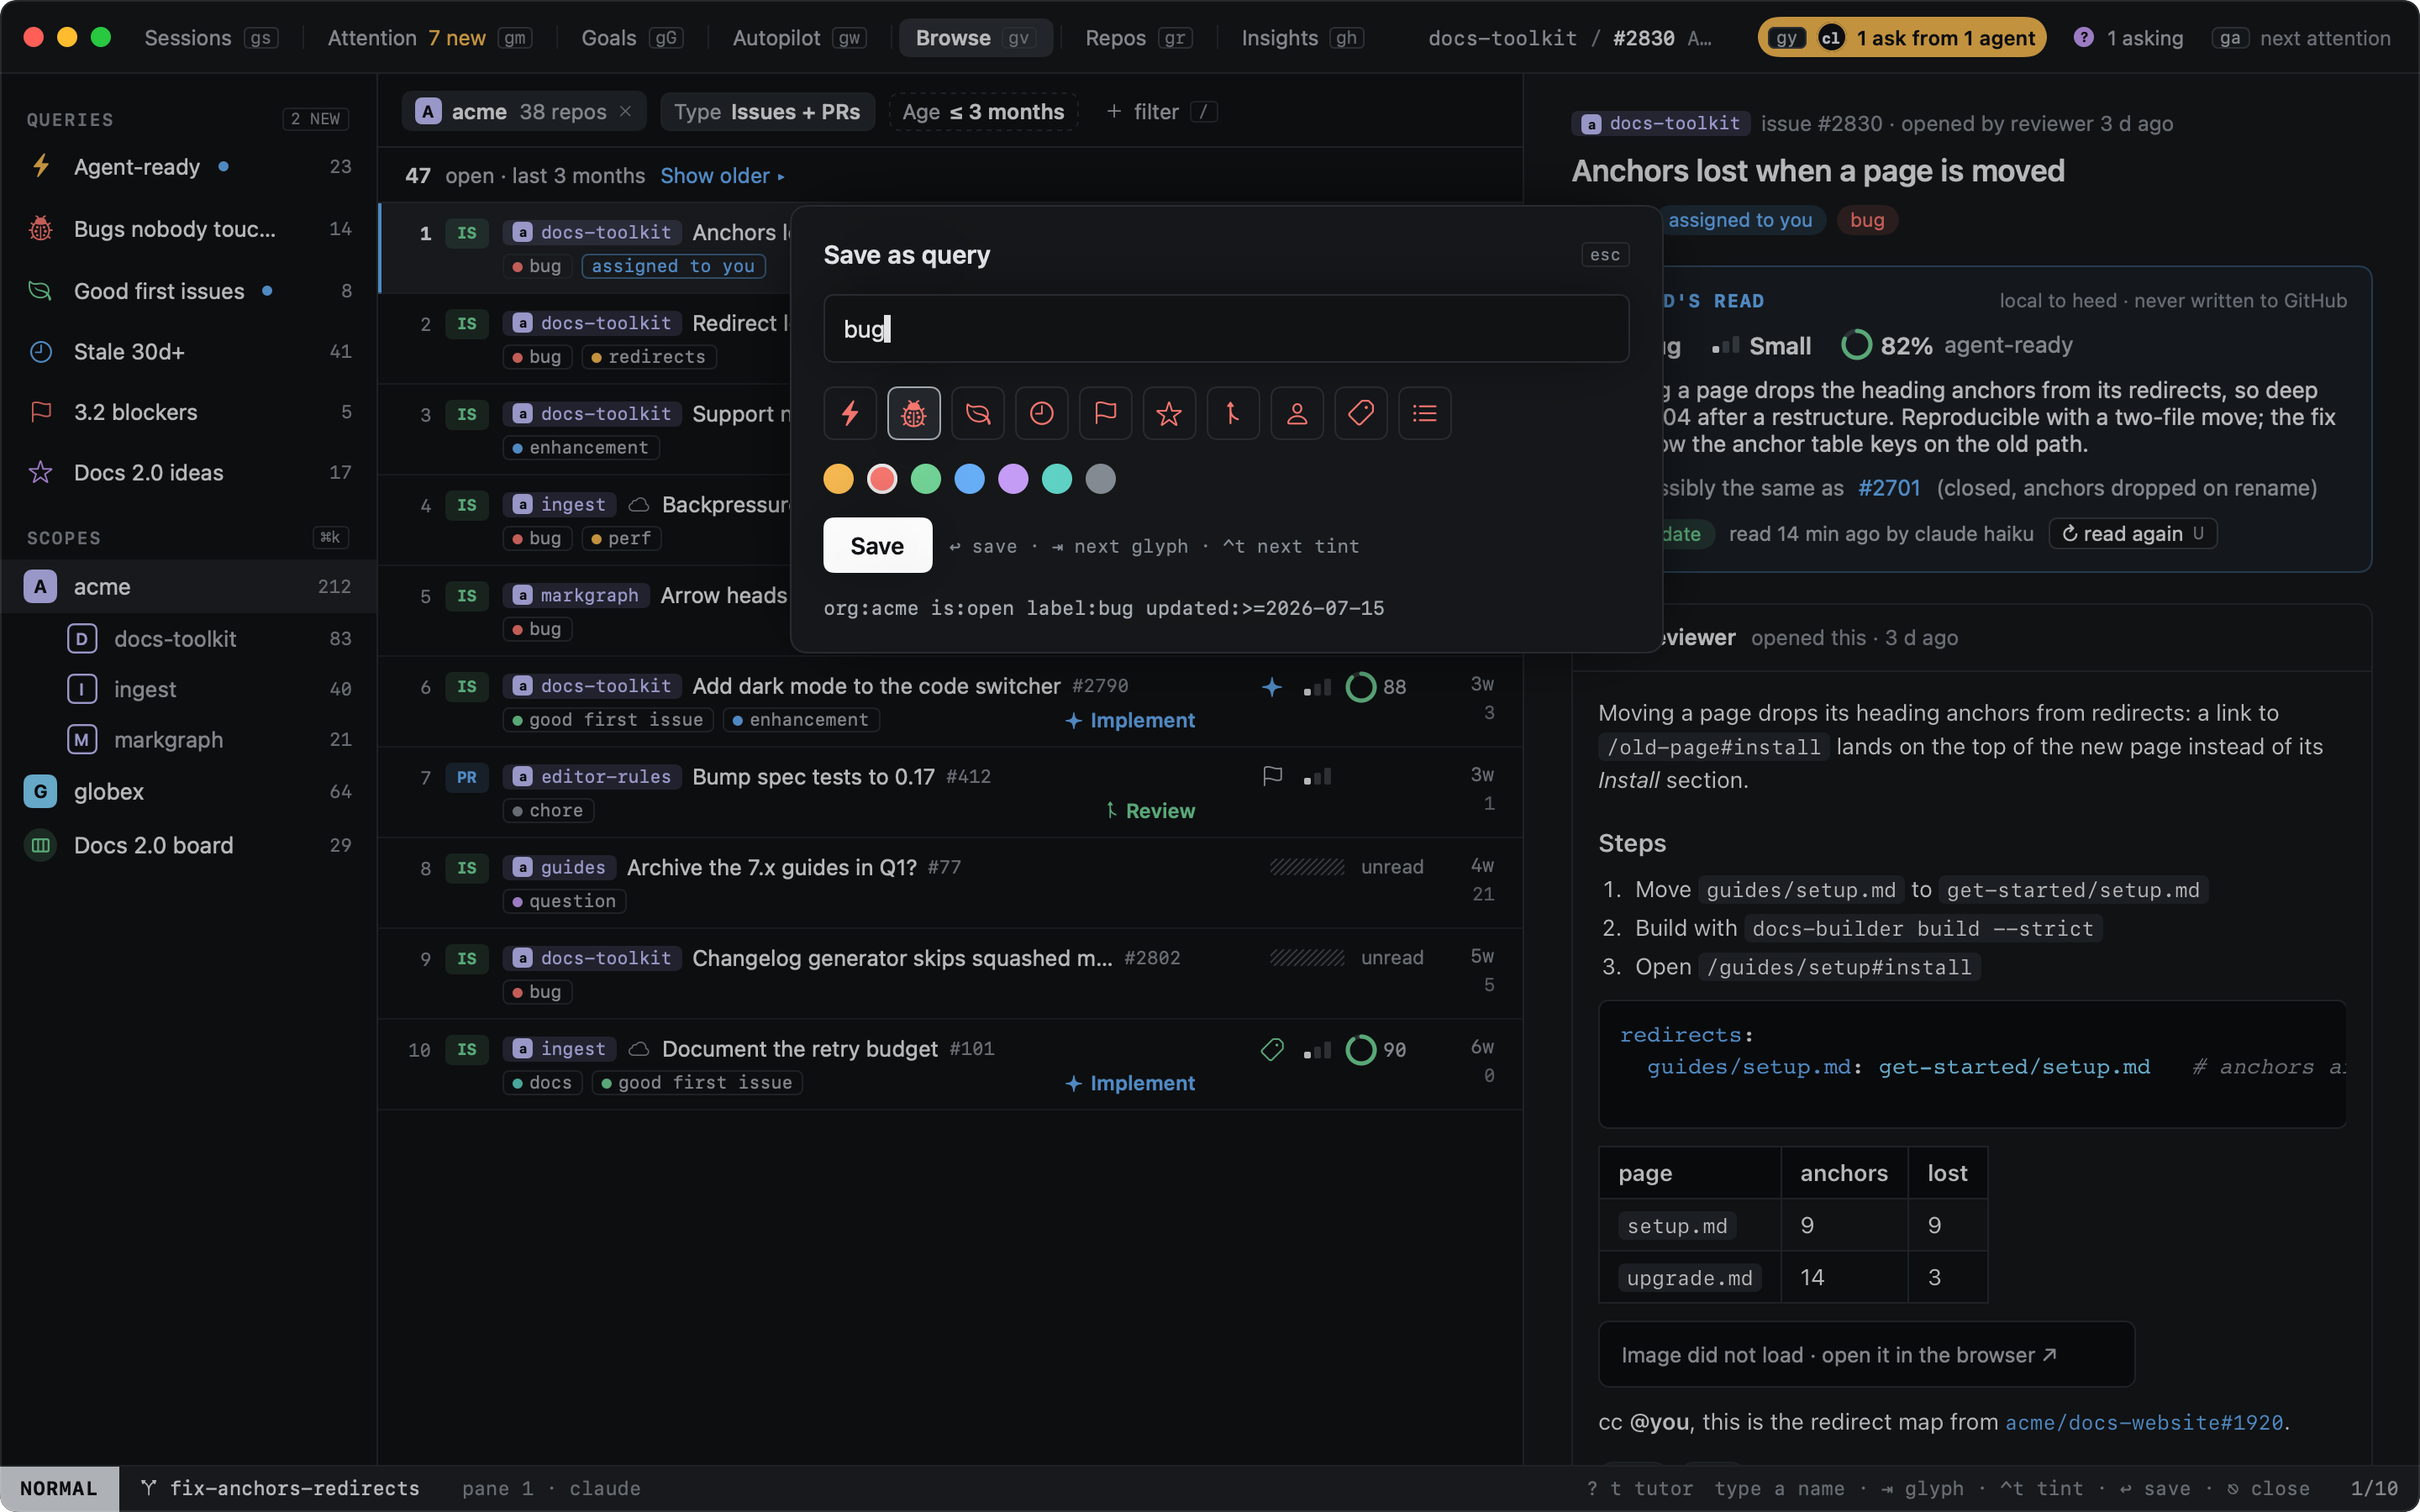 Sessions gs Attention 7 new gm Goals gG Autopilot gw Browse gv Repos gr Insights gh docs-toolkit / #2830 A… gy cl 1 ask from 1 agent ? 1 asking ga next attention
QUERIES 2 NEW
Agent-ready 23
Bugs nobody touc… 14
Good first issues 8
Stale 30d+ 41
3.2 blockers 5
Docs 2.0 ideas 17
SCOPES ⌘k
A acme 212
D docs-toolkit 83
I ingest 40
M markgraph 21
G globex 64
Docs 2.0 board 29
A acme 38 repos × Type Issues + PRs Age ≤ 3 months + filter /
47 open · last 3 months Show older ▸
1 IS a docs-toolkit Anchors l
bug assigned to you
2 IS a docs-toolkit Redirect l
bug redirects
3 IS a docs-toolkit Support n
enhancement
4 IS a ingest Backpressur
bug perf
5 IS a markgraph Arrow heads
bug
6 IS a docs-toolkit Add dark mode to the code switcher #2790 88 3w
good first issue enhancement Implement 3
7 PR a editor-rules Bump spec tests to 0.17 #412 3w
chore Review 1
8 IS a guides Archive the 7.x guides in Q1? #77 unread 4w
question 21
9 IS a docs-toolkit Changelog generator skips squashed m… #2802 unread 5w
bug 5
10 IS a ingest Document the retry budget #101 90 6w
docs good first issue Implement 0
Save as query esc
bug
Save ↩ save · ⇥ next glyph · ^t next tint
org:acme is:open label:bug updated:>=2026-07-15
a docs-toolkit issue #2830 · opened by reviewer 3 d ago
Anchors lost when a page is moved
assigned to you bug
D'S READ local to heed · never written to GitHub
g Small 82% agent-ready
g a page drops the heading anchors from its redirects, so deep
04 after a restructure. Reproducible with a two-file move; the fix
ow the anchor table keys on the old path.
ssibly the same as #2701 (closed, anchors dropped on rename)
date read 14 min ago by claude haiku ↻ read again U
eviewer opened this · 3 d ago
Moving a page drops its heading anchors from redirects: a link to
/old-page#install lands on the top of the new page instead of its
Install section.
Steps
1. Move guides/setup.md to get-started/setup.md
2. Build with docs-builder build --strict
3. Open /guides/setup#install
redirects:
guides/setup.md: get-started/setup.md # anchors a
page anchors lost
setup.md 9 9
upgrade.md 14 3
Image did not load · open it in the browser ↗
cc @you, this is the redirect map from acme/docs-website#1920.
NORMAL fix-anchors-redirects pane 1 · claude ? t tutor type a name · ⇥ glyph · ^t tint · ↩ save · ⎋ close 1/10